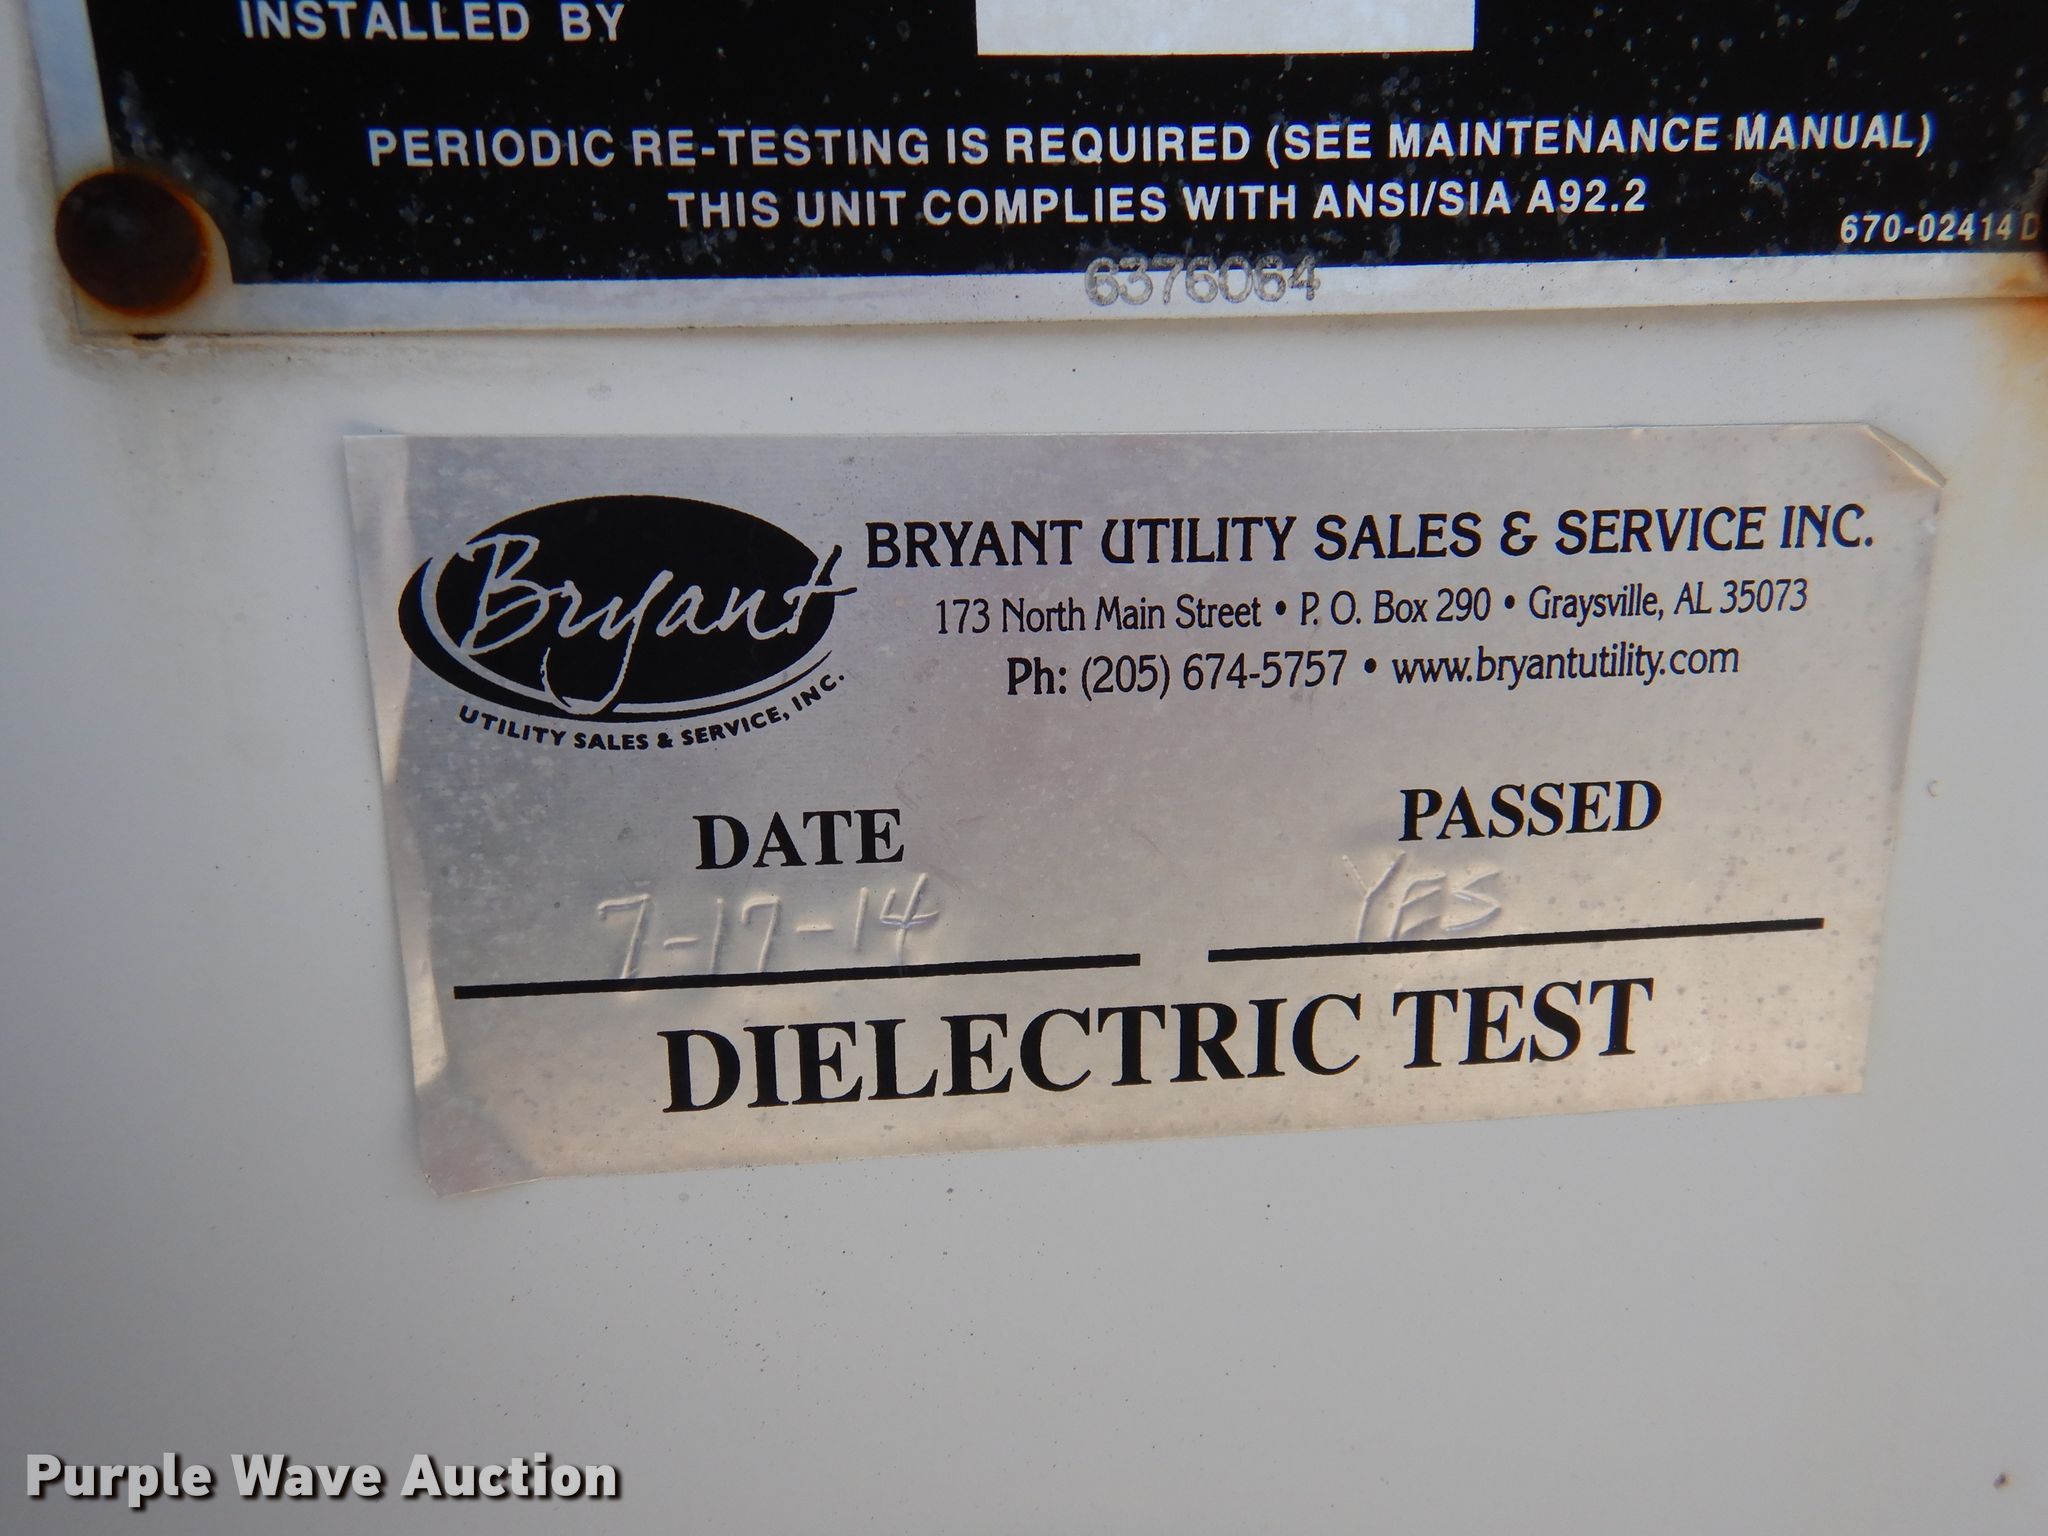 INSTALLED BY
PERIODIC RE-TESTING IS REQUIRED (SEE MAINTENANCE MANUAL)
THIS UNIT COMPLIES WITH ANSI/SIA A92.2
670-02414 D
6376064
Bryant
UTILITY SALES & SERVICE, INC.
BRYANT UTILITY SALES & SERVICE INC.
173 North Main Street • P. O. Box 290 • Graysville, AL 35073
Ph: (205) 674-5757 • www.bryantutility.com
DATE PASSED
7-17-14 YES
DIELECTRIC TEST
Purple Wave Auction